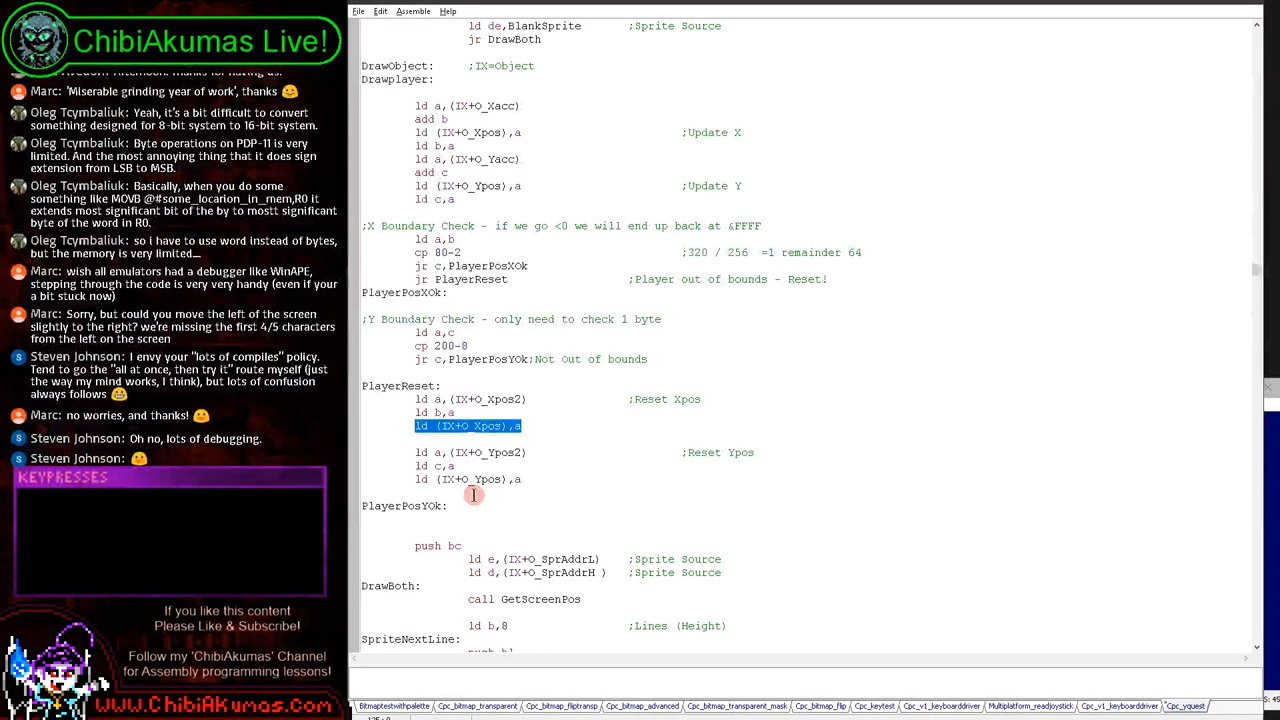 ChibiAkumas Live!
Marc: 'Miserable grinding year of work', thanks
Oleg Tcymbaliuk: Yeah, it's a bit difficult to convert
something designed for 8-bit system to 16-bit system.
Oleg Tcymbaliuk: Byte operations on PDP-11 is very
limited. And the most annoying thing that it does sign
extension from LSB to MSB.
Oleg Tcymbaliuk: Basically, when you do some
something like MOVB @#some_locarion_in_mem,R0 it
extends most significant bit of the by to mostt significant
byte of the word in R0.
Oleg Tcymbaliuk: so i have to use word instead of bytes,
but the memory is very limited...
Marc: wish all emulators had a debugger like WinAPE,
stepping through the code is very very handy (even if your
a bit stuck now)
Marc: Sorry, but could you move the left of the screen
slightly to the right? we're missing the first 4/5 characters
from the left on the screen
Steven Johnson: I envy your "lots of compiles" policy.
Tend to go the "all at once, then try it" route myself (just
the way my mind works, I think), but lots of confusion
always follows
Marc: no worries, and thanks!
Steven Johnson: Oh no, lots of debugging.
Steven Johnson:
KEYPRESSES
If you like this content
Please Like & Subscribe!
Follow my 'ChibiAkumas' Channel
for Assembly programming lessons!
www.ChibiAkumas.com
File Edit Assemble Help
ld de,BlankSprite ;Sprite Source
jr DrawBoth
DrawObject: ;IX=Object
Drawplayer:
ld a,(IX+O_Xacc)
add b
ld (IX+O_Xpos),a ;Update X
ld b,a
ld a,(IX+O_Yacc)
add c
ld (IX+O_Ypos),a ;Update Y
ld c,a
;X Boundary Check - if we go <0 we will end up back at &FFFF
ld a,b
cp 80-2 ;320 / 256 =1 remainder 64
jr c,PlayerPosXOk
jr PlayerReset ;Player out of bounds - Reset!
PlayerPosXOk:
;Y Boundary Check - only need to check 1 byte
ld a,c
cp 200-8
jr c,PlayerPosYOk;Not Out of bounds
PlayerReset:
ld a,(IX+O_Xpos2) ;Reset Xpos
ld b,a
ld (IX+O_Xpos),a
ld a,(IX+O_Ypos2) ;Reset Ypos
ld c,a
ld (IX+O_Ypos),a
PlayerPosYOk:
push bc
ld e,(IX+O_SprAddrL) ;Sprite Source
ld d,(IX+O_SprAddrH ) ;Sprite Source
DrawBoth:
call GetScreenPos
ld b,8 ;Lines (Height)
SpriteNextLine:
Bitmaptestwithpalette Cpc_bitmap_transparent Cpc_bitmap_fliptransp Cpc_bitmap_advanced Cpc_bitmap_transparent_mask Cpc_bitmap_flip Cpc_keytest Cpc_v1_keyboarddriver Multiplatform_readjoystick Cpc_v1_keyboarddriver *Cpc_yquest